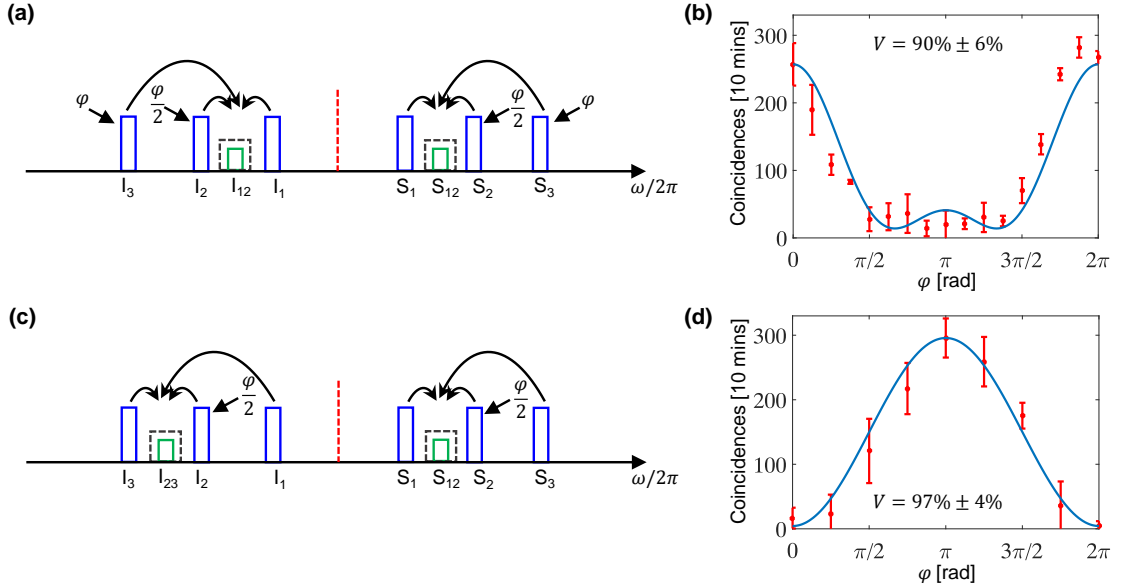 (a)
φ
φ/2
φ/2
φ
I₃
I₂
I₁₂
I₁
S₁
S₁₂
S₂
S₃
ω/2π
(b)
Coincidences [10 mins]
300
200
100
0
V = 90% ± 6%
0
π/2
π
3π/2
2π
φ [rad]
(c)
φ/2
φ/2
I₃
I₂₃
I₂
I₁
S₁
S₁₂
S₂
S₃
ω/2π
(d)
Coincidences [10 mins]
300
200
100
0
V = 97% ± 4%
0
π/2
π
3π/2
2π
φ [rad]